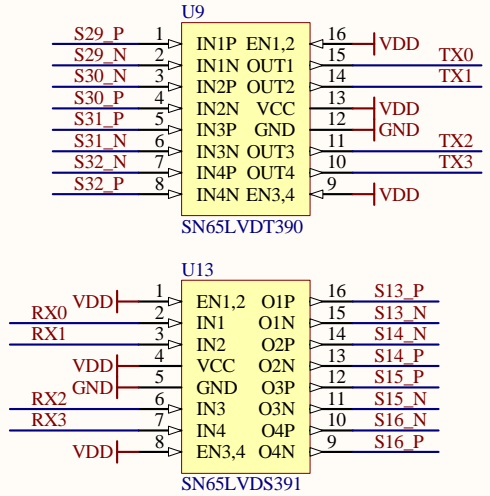 U9
S29_P 1 IN1P EN1,2 16 VDD
S29_N 2 IN1N OUT1 15 TX0
S30_N 3 IN2P OUT2 14 TX1
S30_P 4 IN2N VCC 13 VDD
S31_P 5 IN3P GND 12 GND
S31_N 6 IN3N OUT3 11 TX2
S32_N 7 IN4P OUT4 10 TX3
S32_P 8 IN4N EN3,4 9 VDD
SN65LVDT390
U13
VDD 1 EN1,2 O1P 16 S13_P
RX0 2 IN1 O1N 15 S13_N
RX1 3 IN2 O2P 14 S14_N
VDD 4 VCC O2N 13 S14_P
GND 5 GND O3P 12 S15_P
RX2 6 IN3 O3N 11 S15_N
RX3 7 IN4 O4P 10 S16_N
VDD 8 EN3,4 O4N 9 S16_P
SN65LVDS391